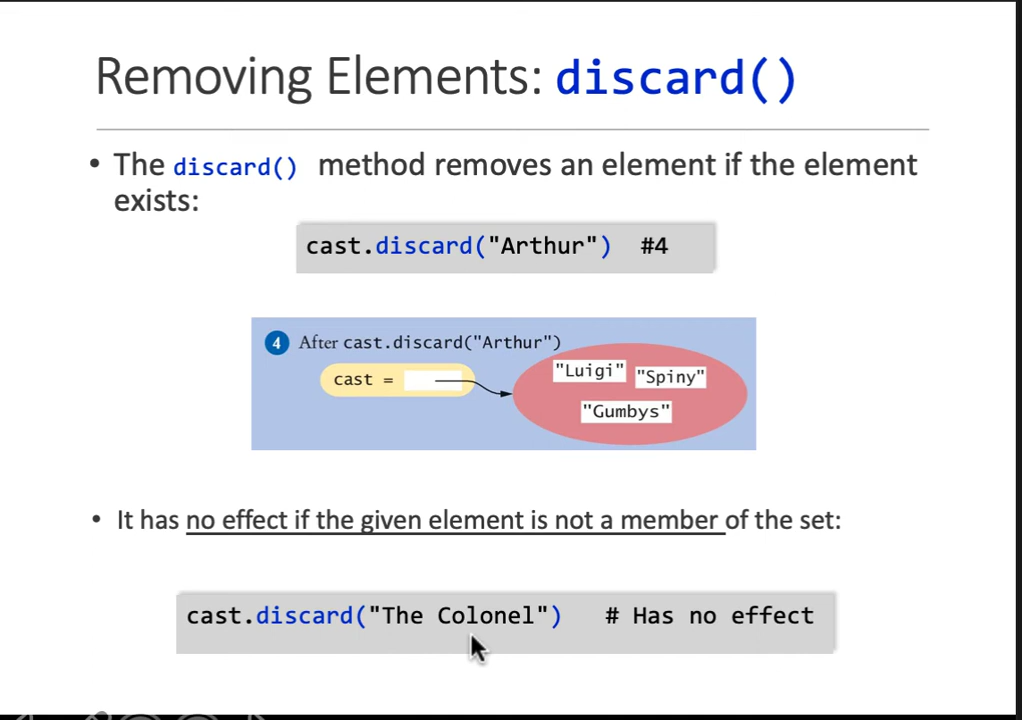 Removing Elements: discard()
• The discard() method removes an element if the element
exists:
cast.discard("Arthur") #4
4 After cast.discard("Arthur")
cast =
"Luigi" "Spiny"
"Gumbys"
• It has no effect if the given element is not a member of the set:
cast.discard("The Colonel") # Has no effect